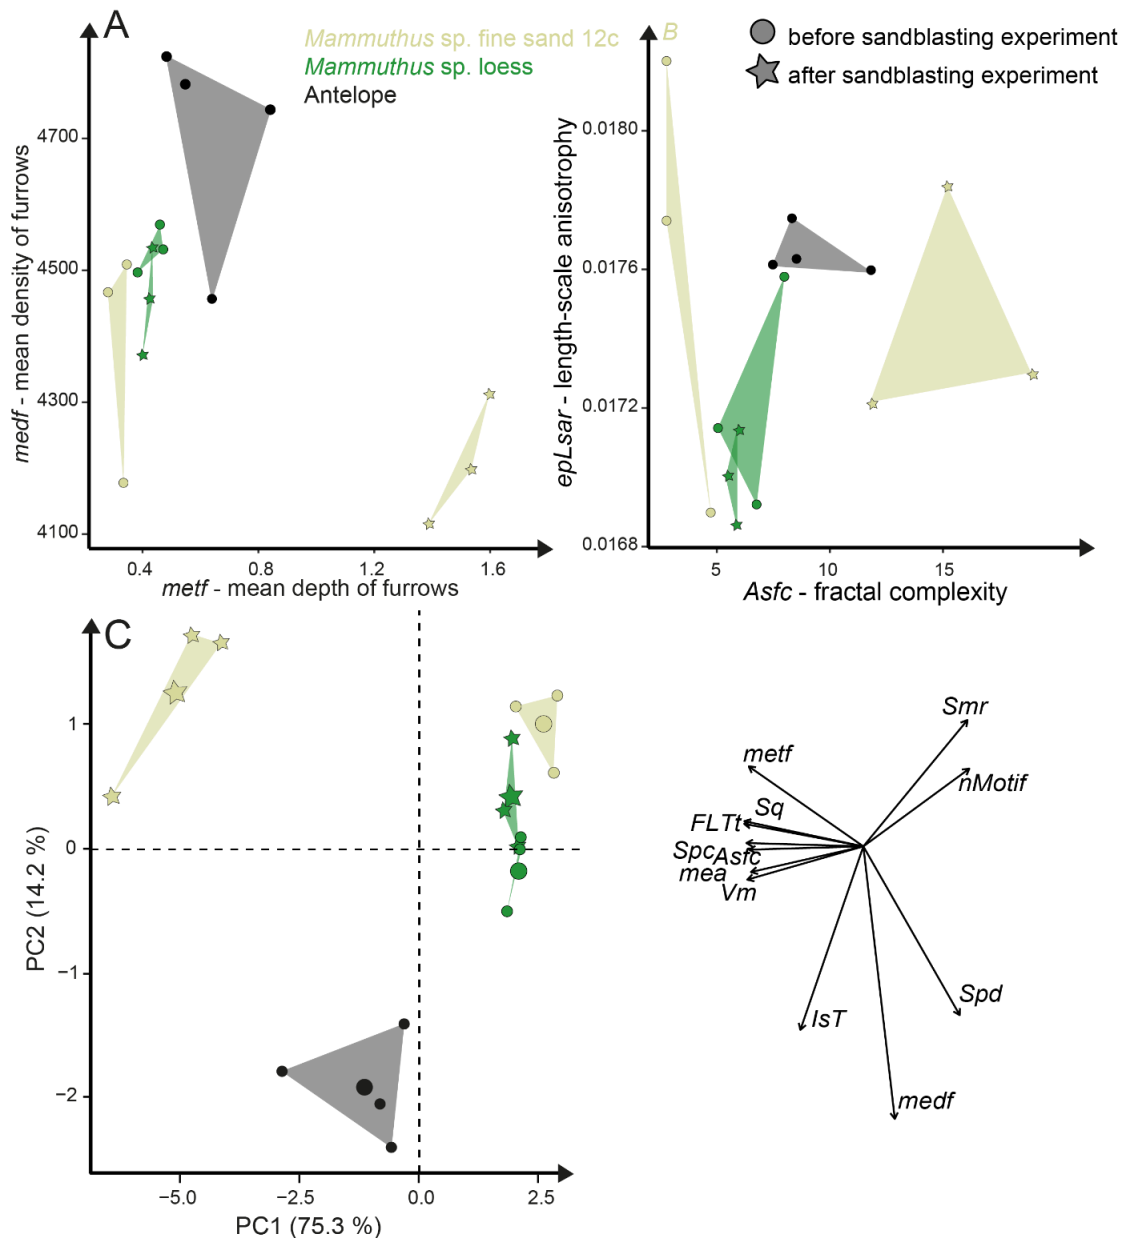 A
Mammuthus sp. fine sand 12c
Mammuthus sp. loess
Antelope
medf - mean density of furrows
4700
4500
4300
4100
0.4
0.8
1.2
1.6
metf - mean depth of furrows
B
before sandblasting experiment
after sandblasting experiment
epLsar - length-scale anisotrophy
0.0180
0.0176
0.0172
0.0168
5
10
15
Asfc - fractal complexity
C
PC2 (14.2 %)
1
0
−1
−2
−5.0
−2.5
0.0
2.5
PC1 (75.3 %)
Smr
metf
nMotif
Sq
FLTt
Spc
Asfc
mea
Vm
Spd
IsT
medf